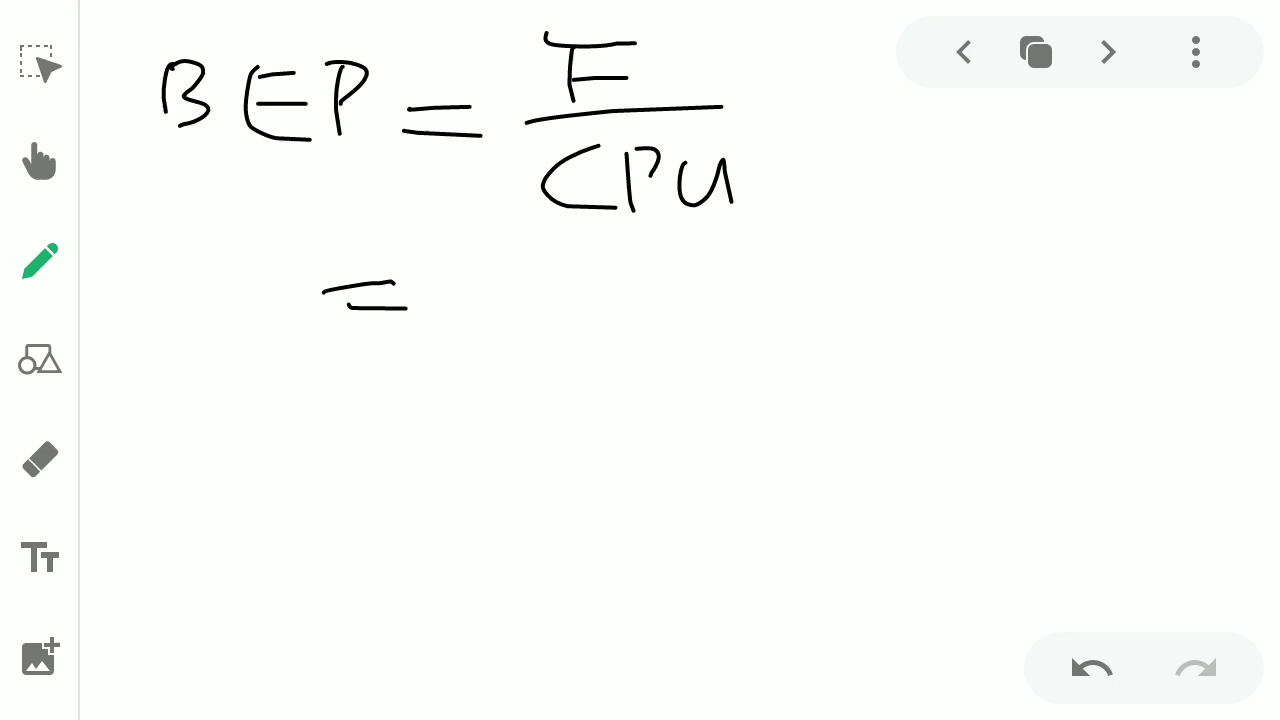 BEP = F
CPU
=